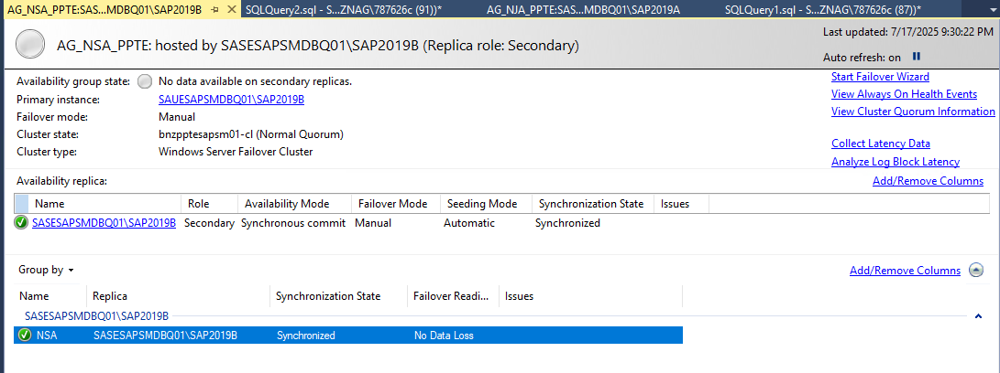 AG_NSA_PPTE:SAS...MDBQ01\SAP2019B SQLQuery2.sql - S...ZNAG\787626c (91))* AG_NJA_PPTE:SAS...MDBQ01\SAP2019A SQLQuery1.sql - S...ZNAG\787626c (87))*
AG_NSA_PPTE: hosted by SASESAPSMDBQ01\SAP2019B (Replica role: Secondary)
Last updated: 7/17/2025 9:30:22 PM
Auto refresh: on
Availability group state: No data available on secondary replicas.
Primary instance: SAUESAPSMDBQ01\SAP2019B
Failover mode: Manual
Cluster state: bnzpptesapsm01-cl (Normal Quorum)
Cluster type: Windows Server Failover Cluster
Start Failover Wizard
View Always On Health Events
View Cluster Quorum Information
Collect Latency Data
Analyze Log Block Latency
Availability replica: Add/Remove Columns
Name Role Availability Mode Failover Mode Seeding Mode Synchronization State Issues
SASESAPSMDBQ01\SAP2019B Secondary Synchronous commit Manual Automatic Synchronized
Group by Add/Remove Columns
Name Replica Synchronization State Failover Readi... Issues
SASESAPSMDBQ01\SAP2019B
NSA SASESAPSMDBQ01\SAP2019B Synchronized No Data Loss